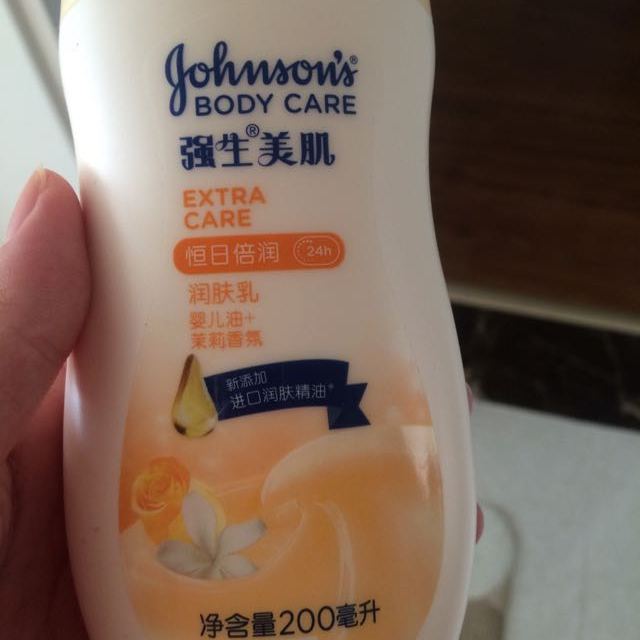 Johnson's®
BODY CARE
强生®美肌
EXTRA
CARE
恒日倍润 24h
润肤乳
婴儿油+
茉莉香氛
新添加
进口润肤精油+
净含量200毫升